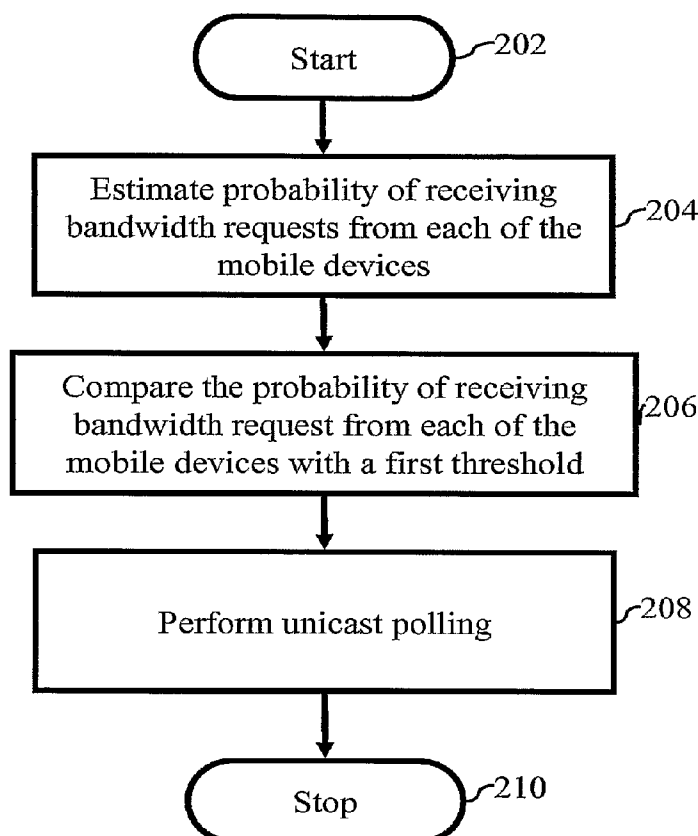 Start
202
Estimate probability of receiving
bandwidth requests from each of the
mobile devices
204
Compare the probability of receiving
bandwidth request from each of the
mobile devices with a first threshold
206
Perform unicast polling
208
Stop
210